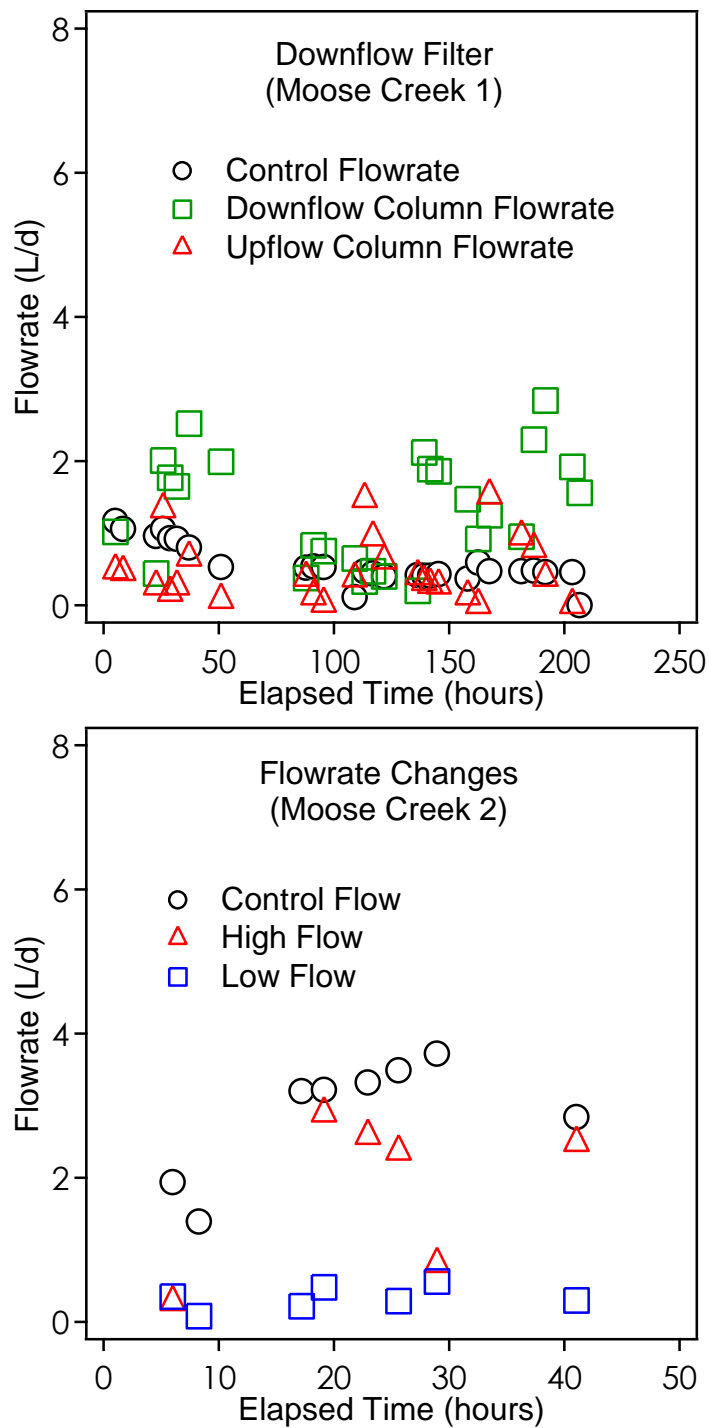 8
Downflow Filter
(Moose Creek 1)
6
Control Flowrate
Downflow Column Flowrate
Upflow Column Flowrate
Flowrate (L/d)
4
2
0
0 50 100 150 200 250
Elapsed Time (hours)
8
Flowrate Changes
(Moose Creek 2)
6
Control Flow
High Flow
Low Flow
Flowrate (L/d)
4
2
0
0 10 20 30 40 50
Elapsed Time (hours)